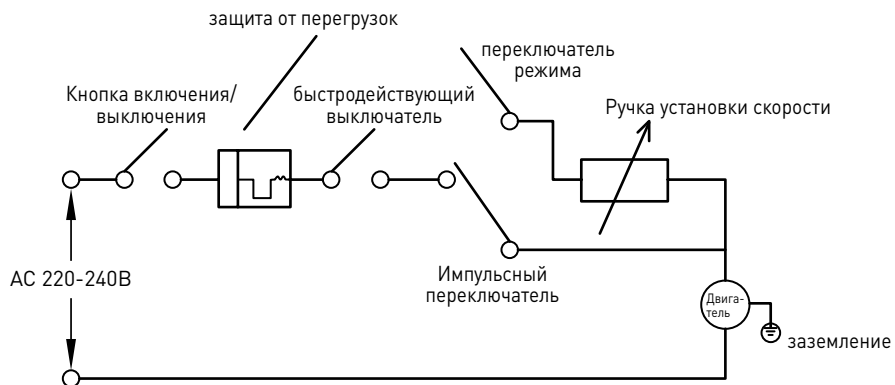 защита от перегрузок
переключатель
режима
Кнопка включения/
выключения
быстродействующий
выключатель
Ручка установки скорости
АС 220-240В
Импульсный
переключатель
Двига-
тель
заземление